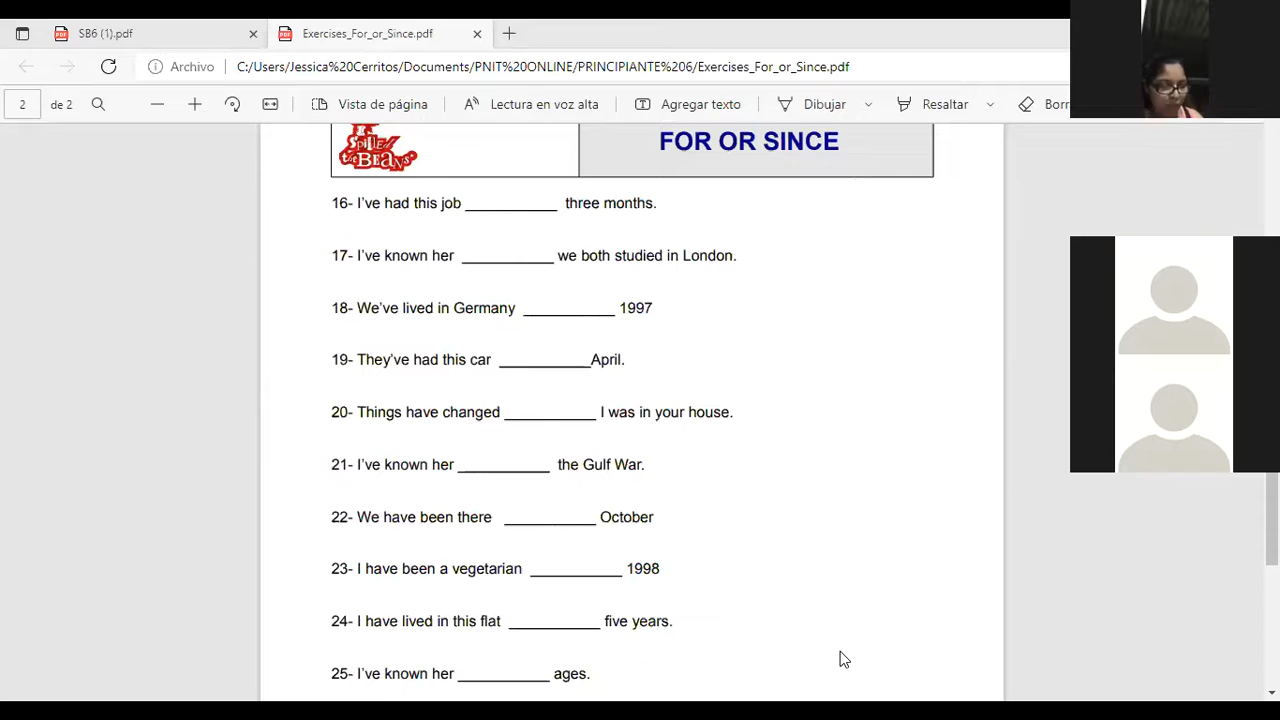 SB6 (1).pdf
Exercises_For_or_Since.pdf
Archivo C:/Users/Jessica%20Cerritos/Documents/PNIT%20ONLINE/PRINCIPIANTE%206/Exercises_For_or_Since.pdf
2 de 2 Vista de página Lectura en voz alta Agregar texto Dibujar Resaltar Borr
Spilled the BEANS
FOR OR SINCE
16- I've had this job ___________ three months.
17- I've known her ___________ we both studied in London.
18- We've lived in Germany ___________ 1997
19- They've had this car ___________April.
20- Things have changed ___________ I was in your house.
21- I've known her ___________ the Gulf War.
22- We have been there ___________ October
23- I have been a vegetarian ___________ 1998
24- I have lived in this flat ___________ five years.
25- I've known her ___________ ages.